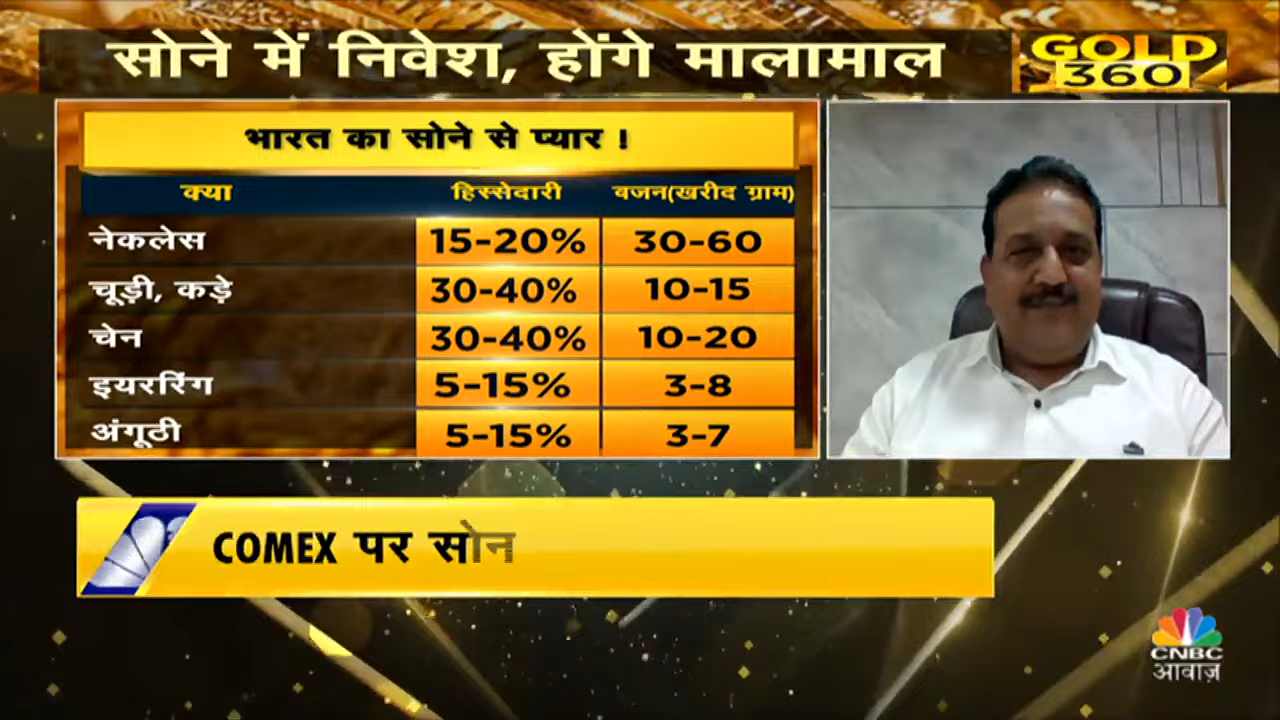 सोने में निवेश, होंगे मालामाल
GOLD
360
भारत का सोने से प्यार !
क्या हिस्सेदारी वजन(खरीद ग्राम)
नेकलेस 15-20% 30-60
चूड़ी, कड़े 30-40% 10-15
चेन 30-40% 10-20
इयररिंग 5-15% 3-8
अंगूठी 5-15% 3-7
COMEX पर सोन
CNBC
आवाज़